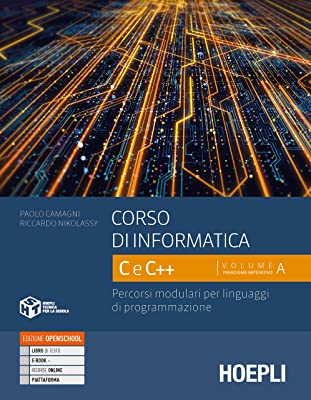 PAOLO CAMAGNI
RICCARDO NIKOLASSY
CORSO
DI INFORMATICA
C e C++
VOLUME A
PARADIGMA IMPERATIVO
Percorsi modulari per linguaggi
di programmazione
HOEPLI
TECNICA
PER LA SCUOLA
EDIZIONE OPENSCHOOL
LIBRO DI TESTO
E-BOOK +
RISORSE ONLINE
PIATTAFORMA
HOEPLI